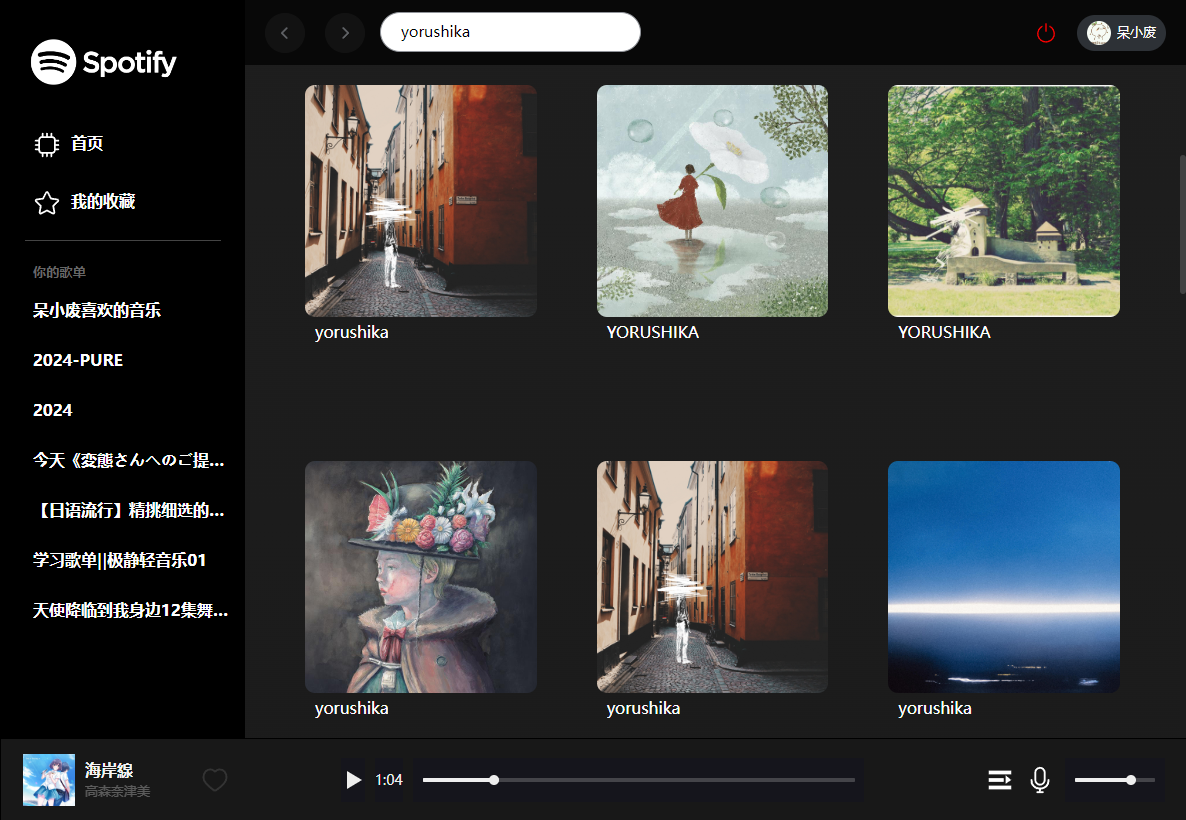 Spotify
首页
我的收藏
你的歌单
呆小废喜欢的音乐
2024-PURE
2024
今天《変態さんへのご提...
【日语流行】精挑细选的...
学习歌单||极静轻音乐01
天使降临到我身边12集舞...
yorushika
呆小废
yorushika
YORUSHIKA
YORUSHIKA
yorushika
yorushika
yorushika
海岸線
高森奈津美
1:04